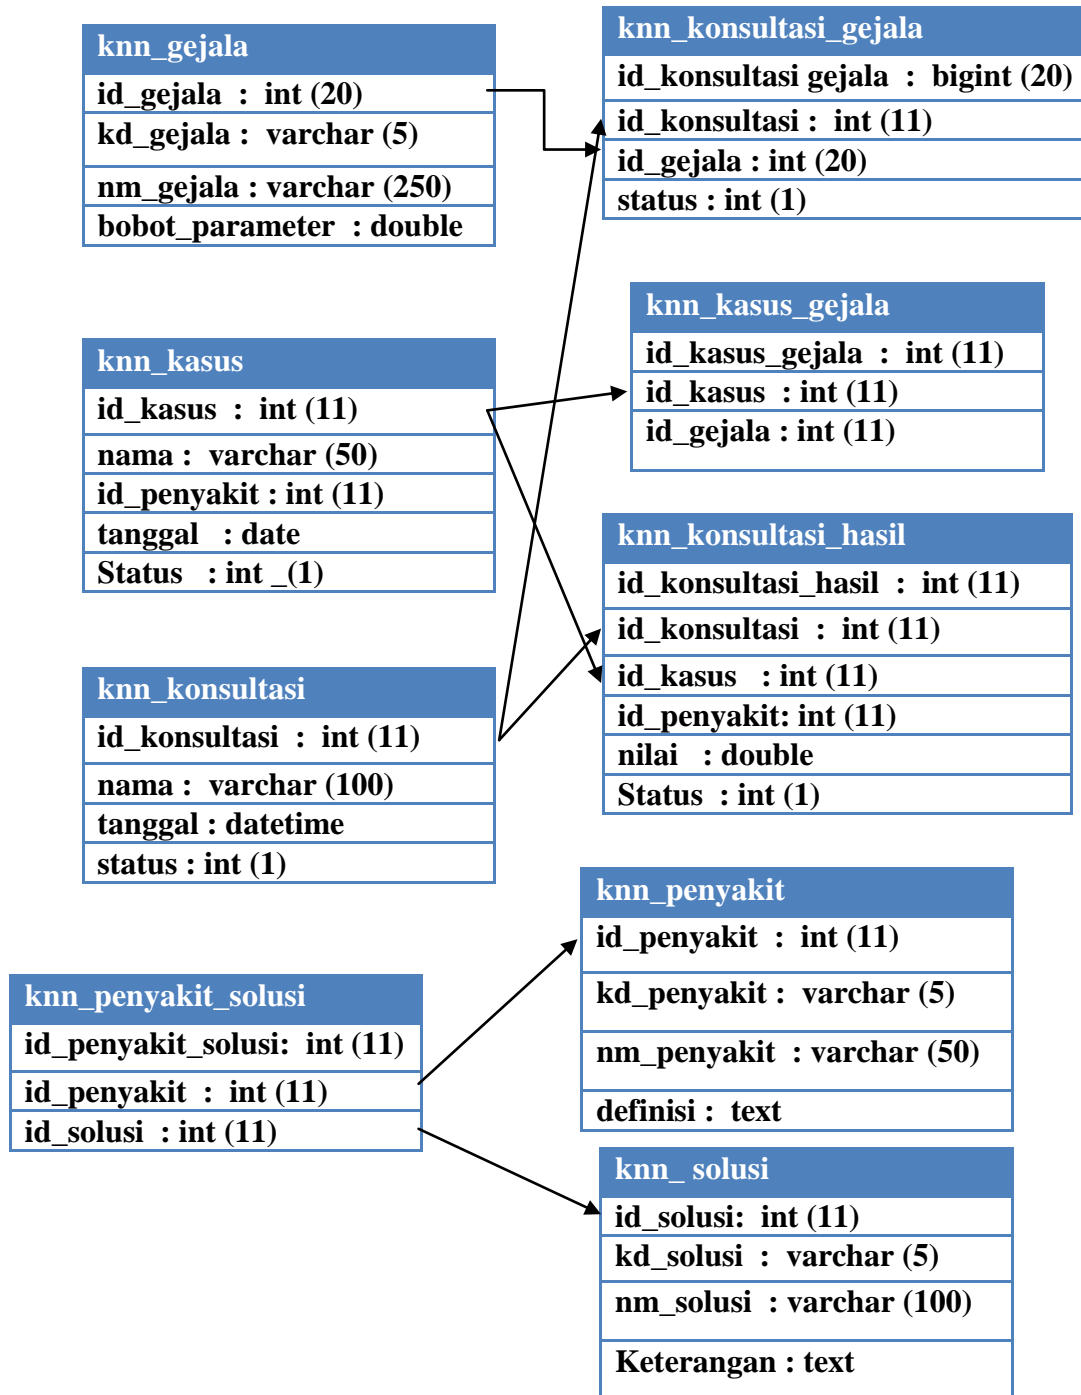 knn_gejala
id_gejala : int (20)
kd_gejala : varchar (5)
nm_gejala : varchar (250)
bobot_parameter : double
knn_konsultasi_gejala
id_konsultasi gejala : bigint (20)
id_konsultasi : int (11)
id_gejala : int (20)
status : int (1)
knn_kasus_gejala
id_kasus_gejala : int (11)
id_kasus : int (11)
id_gejala : int (11)
knn_kasus
id_kasus : int (11)
nama : varchar (50)
id_penyakit : int (11)
tanggal : date
Status : int _(1)
knn_konsultasi_hasil
id_konsultasi_hasil : int (11)
id_konsultasi : int (11)
id_kasus : int (11)
id_penyakit: int (11)
nilai : double
Status : int (1)
knn_konsultasi
id_konsultasi : int (11)
nama : varchar (100)
tanggal : datetime
status : int (1)
knn_penyakit
id_penyakit : int (11)
kd_penyakit : varchar (5)
nm_penyakit : varchar (50)
definisi : text
knn_penyakit_solusi
id_penyakit_solusi: int (11)
id_penyakit : int (11)
id_solusi : int (11)
knn_ solusi
id_solusi: int (11)
kd_solusi : varchar (5)
nm_solusi : varchar (100)
Keterangan : text